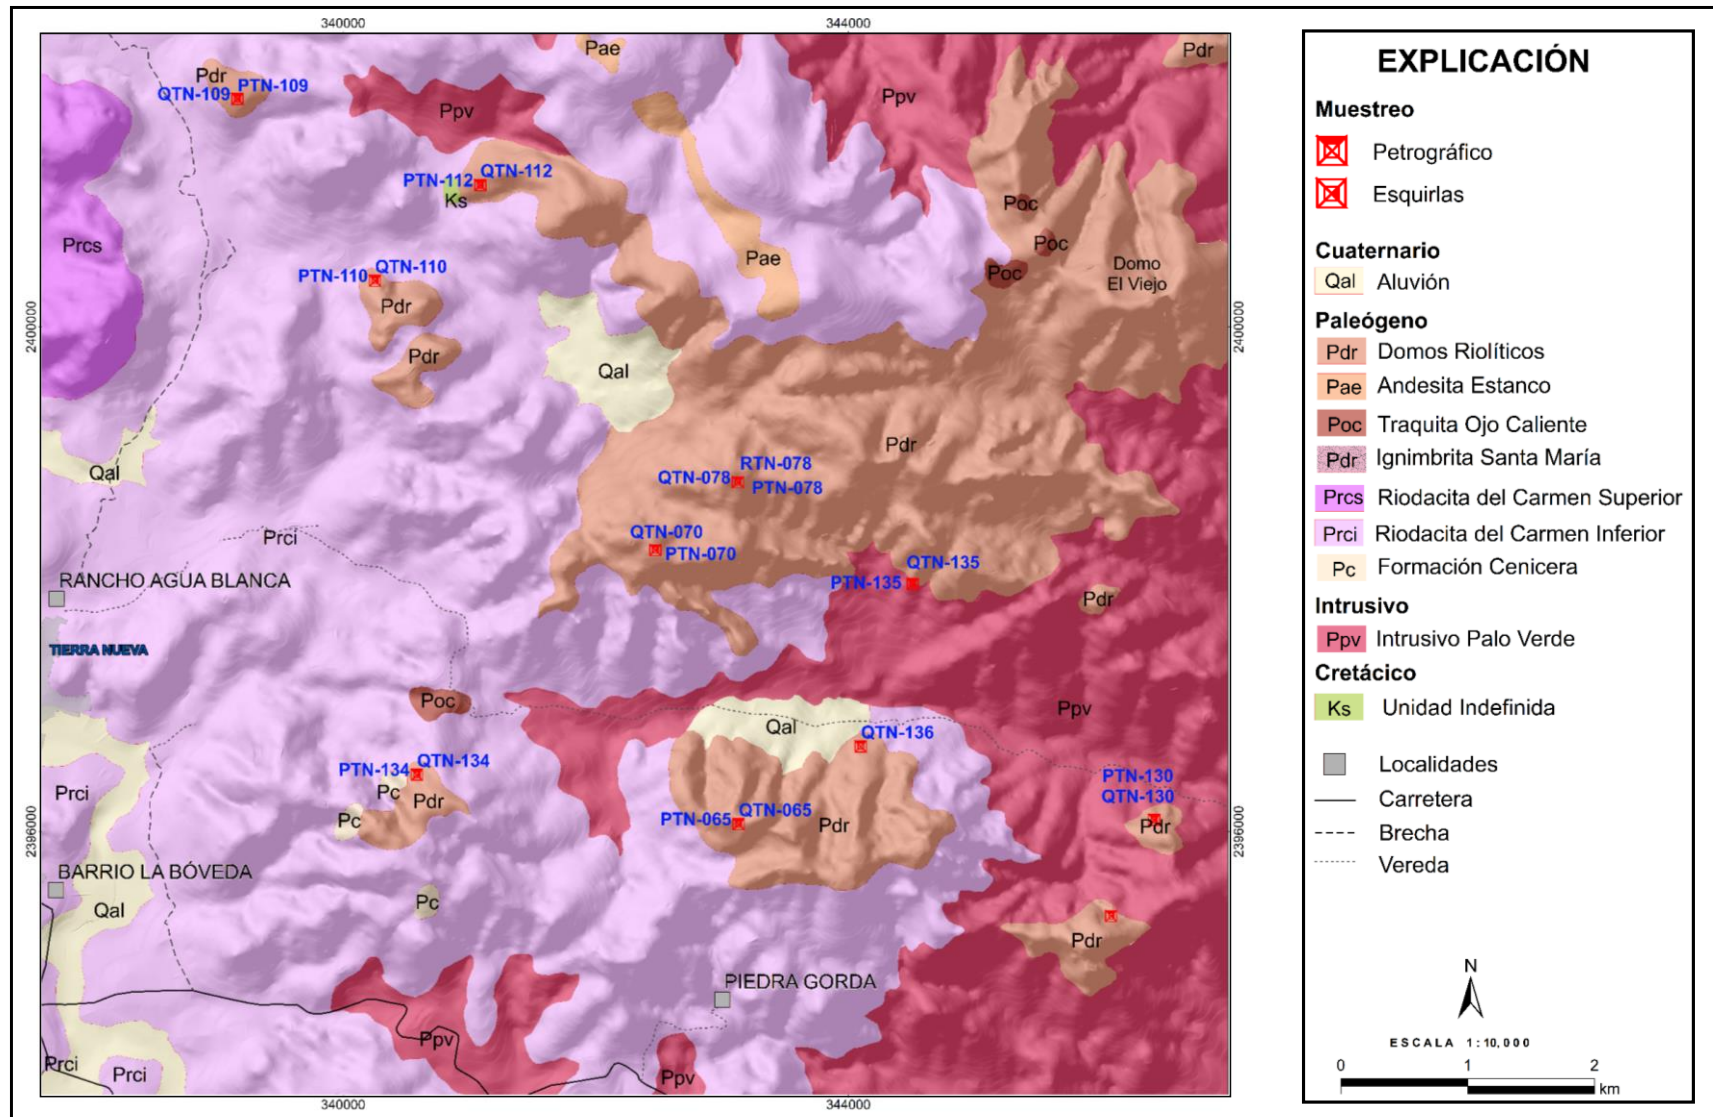 340000
344000
Pae
Pdr
Pdr
QTN-109
PTN-109
Ppv
Ppv
PTN-112
QTN-112
Ks
Poc
Prcs
Poc
Pae
Poc
Domo
El Viejo
PTN-110
QTN-110
Pdr
2400000
2400000
Pdr
Qal
Pdr
Qal
RTN-078
QTN-078
PTN-078
Prci
QTN-070
PTN-070
QTN-135
PTN-135
RANCHO AGUA BLANCA
Pdr
TIERRA NUEVA
Poc
Ppv
Qal
QTN-136
PTN-134
QTN-134
Pc
Pdr
Prci
PTN-130
QTN-130
Pc
PTN-065
QTN-065
Pdr
Pdr
2396000
2396000
BARRIO LA BÓVEDA
Pc
Qal
Pdr
PIEDRA GORDA
Ppv
Prci
Prci
Ppv
340000
344000
EXPLICACIÓN
Muestreo
Petrográfico
Esquirlas
Cuaternario
Qal Aluvión
Paleógeno
Pdr Domos Riolíticos
Pae Andesita Estanco
Poc Traquita Ojo Caliente
Pdr Ignimbrita Santa María
Prcs Riodacita del Carmen Superior
Prci Riodacita del Carmen Inferior
Pc Formación Cenicera
Intrusivo
Ppv Intrusivo Palo Verde
Cretácico
Ks Unidad Indefinida
Localidades
Carretera
Brecha
Vereda
N
ESCALA 1:10,000
0 1 2
km